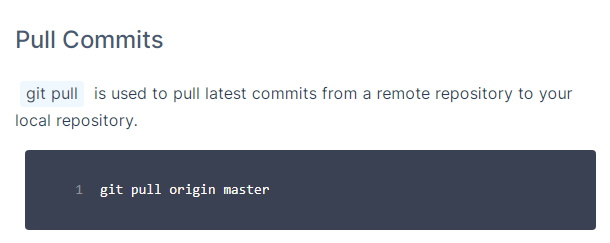 Pull Commits
git pull is used to pull latest commits from a remote repository to your
local repository.
1 git pull origin master